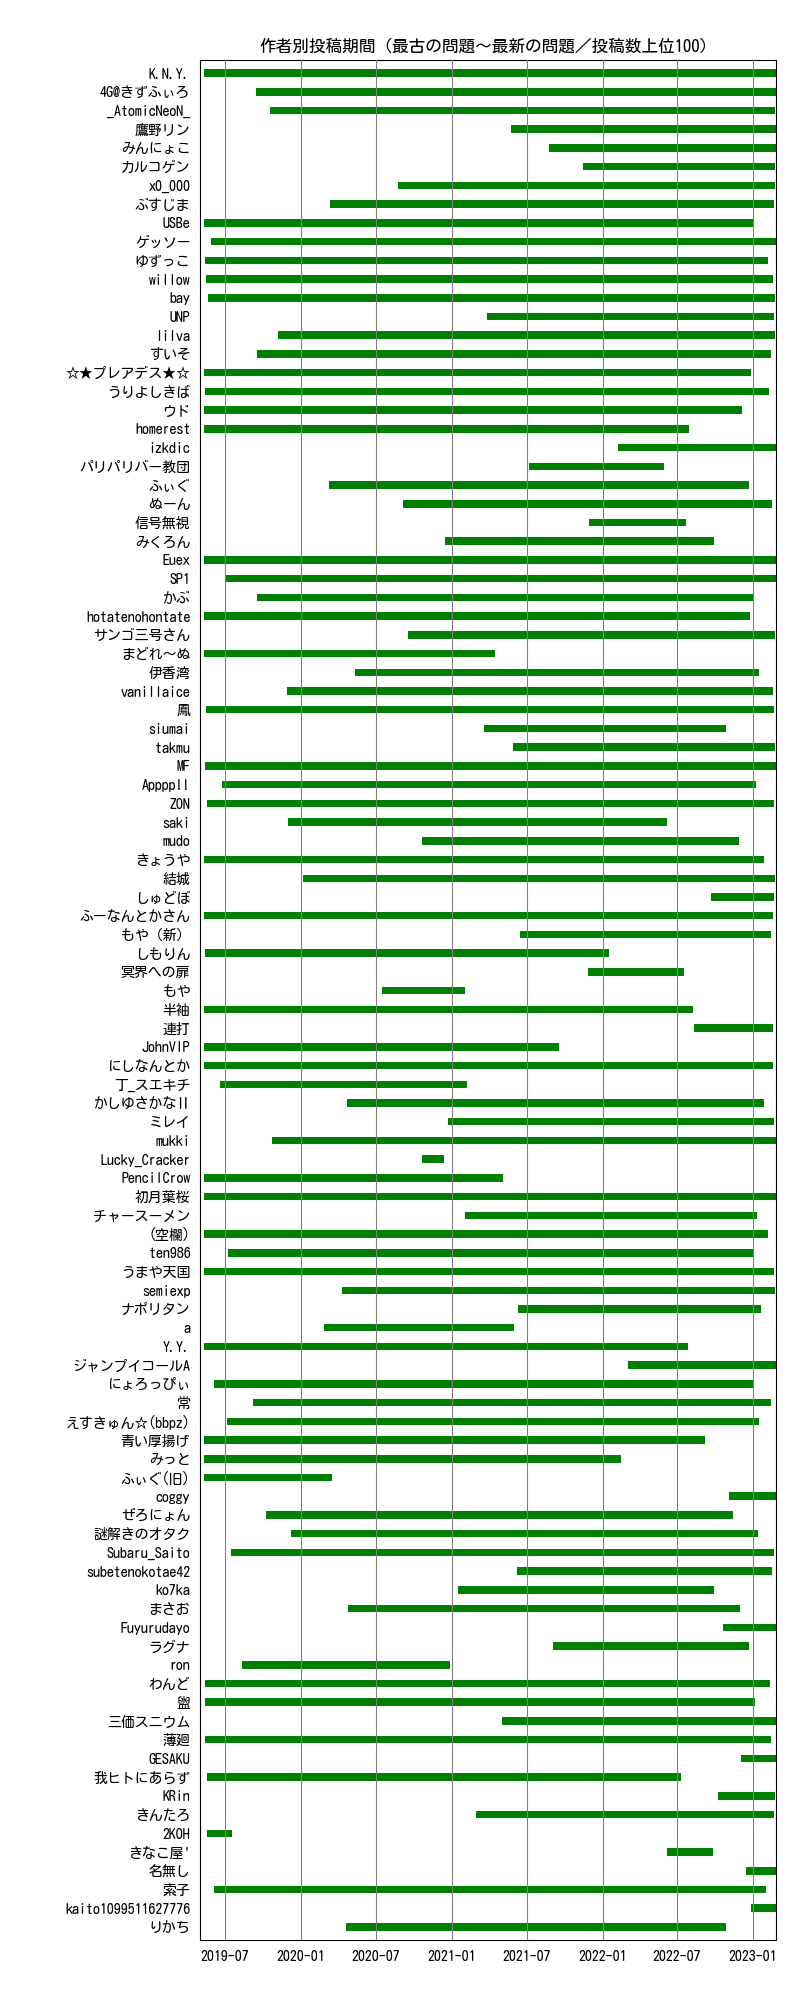 作者別投稿期間（最古の問題～最新の問題／投稿数上位100）
K.N.Y.
4G@きずふぃろ
_AtomicNeoN_
鷹野リン
みんにょこ
カルコゲン
x0_000
ぶすじま
USBe
ゲッソー
ゆずっこ
willow
bay
UNP
lilva
すいそ
☆★プレアデス★☆
うりよしきば
ウド
homerest
izkdic
パリパリバー教団
ふぃぐ
ぬーん
信号無視
みくろん
Euex
SP1
かぶ
hotatenohontate
サンゴ三号さん
まどれ～ぬ
伊香湾
vanillaice
鳳
siumai
takmu
MF
AppppII
ZON
saki
mudo
きょうや
結城
しゅどぼ
ふーなんとかさん
もや（新）
しもりん
冥界への扉
もや
半袖
連打
JohnVIP
にしなんとか
丁_スエキチ
かしゆさかなⅡ
ミレイ
mukki
Lucky_Cracker
PencilCrow
初月葉桜
チャースーメン
(空欄)
ten986
うまや天国
semiexp
ナポリタン
a
Y.Y.
ジャンプイコールA
にょろっぴぃ
常
えすきゅん☆(bbpz)
青い厚揚げ
みっと
ふぃぐ(旧)
coggy
ぜろにょん
謎解きのオタク
Subaru_Saito
subetenokotae42
ko7ka
まさお
Fuyurudayo
ラグナ
ron
わんど
盥
三価スニウム
薄廻
GESAKU
我ヒトにあらず
KRin
きんたろ
2KOH
きなこ屋'
名無し
索子
kaito1099511627776
りかち
2019-07 2020-01 2020-07 2021-01 2021-07 2022-01 2022-07 2023-01